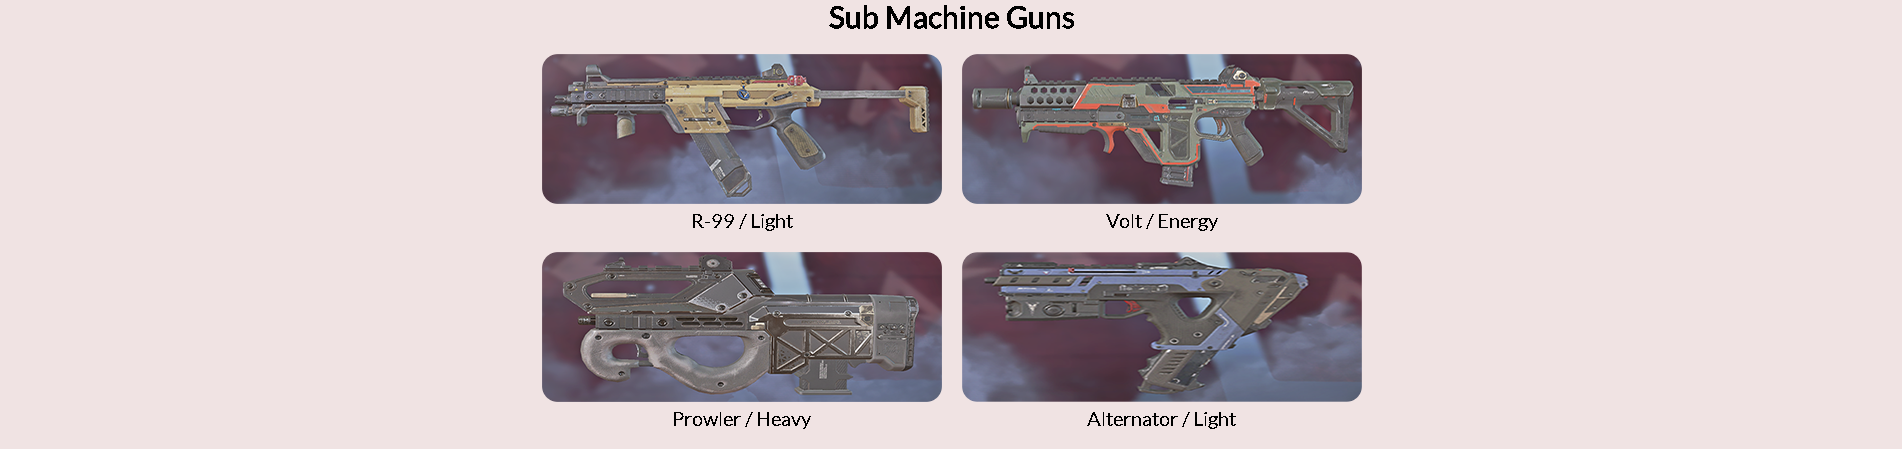 Sub Machine Guns
R-99 / Light
Volt / Energy
Prowler / Heavy
Alternator / Light